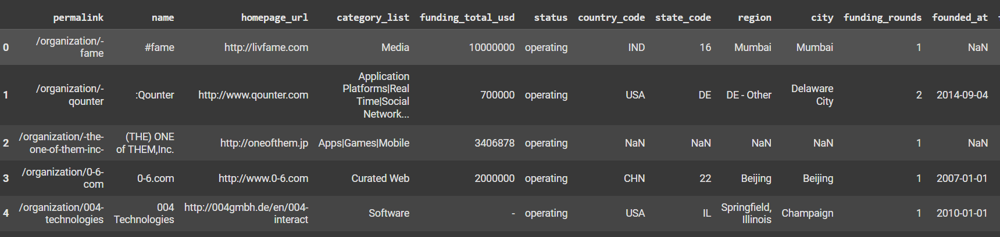 permalink name homepage_url category_list funding_total_usd status country_code state_code region city funding_rounds founded_at
0 /organization/-fame #fame http://livfame.com Media 10000000 operating IND 16 Mumbai Mumbai 1 NaN
1 /organization/-qounter :Qounter http://www.qounter.com Application Platforms|Real Time|Social Network... 700000 operating USA DE DE - Other Delaware City 2 2014-09-04
2 /organization/-the-one-of-them-inc- (THE) ONE of THEM,Inc. http://oneofthem.jp Apps|Games|Mobile 3406878 operating NaN NaN NaN NaN 1 NaN
3 /organization/0-6-com 0-6.com http://www.0-6.com Curated Web 2000000 operating CHN 22 Beijing Beijing 1 2007-01-01
4 /organization/004-technologies 004 Technologies http://004gmbh.de/en/004-interact Software - operating USA IL Springfield, Illinois Champaign 1 2010-01-01